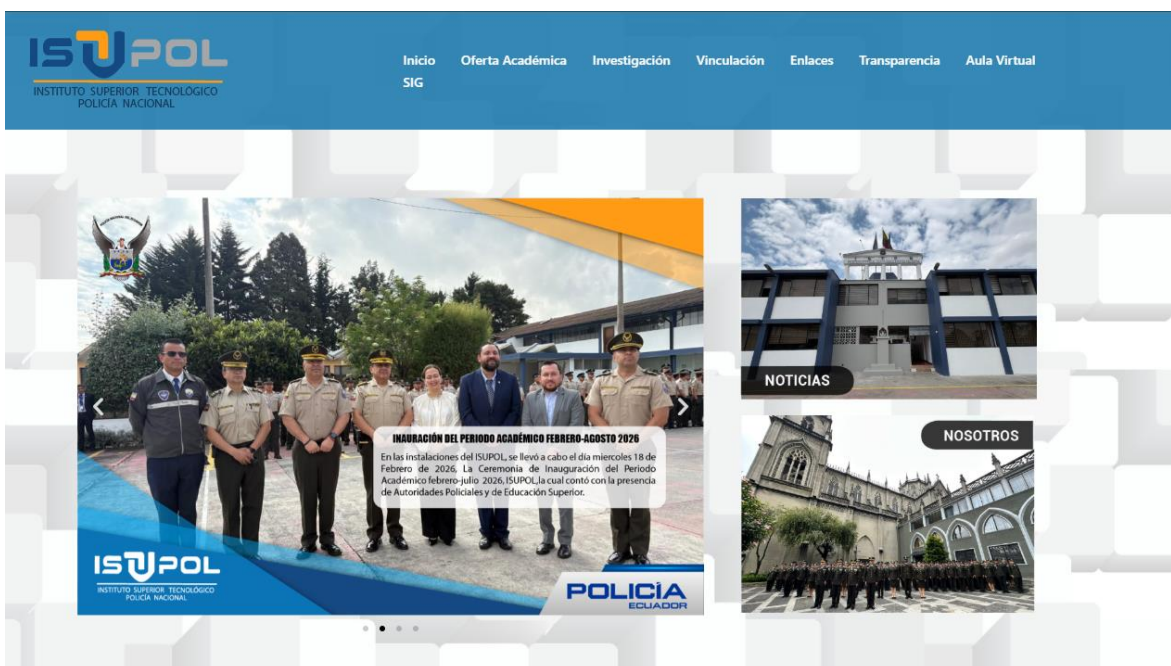 ISUPOL
INSTITUTO SUPERIOR TECNOLÓGICO
POLICÍA NACIONAL
Inicio Oferta Académica Investigación Vinculación Enlaces Transparencia Aula Virtual
SIG
INAURACIÓN DEL PERIODO ACADÉMICO FEBRERO-AGOSTO 2026
En las instalaciones del ISUPOL, se llevó a cabo el día miercoles 18 de
Febrero de 2026, La Ceremonia de Inauguración del Periodo
Académico febrero-julio 2026, ISUPOL,la cual contó con la presencia
de Autoridades Policiales y de Educación Superior.
ISUPOL
INSTITUTO SUPERIOR TECNOLÓGICO
POLICÍA NACIONAL
POLICÍA
ECUADOR
NOTICIAS
NOSOTROS